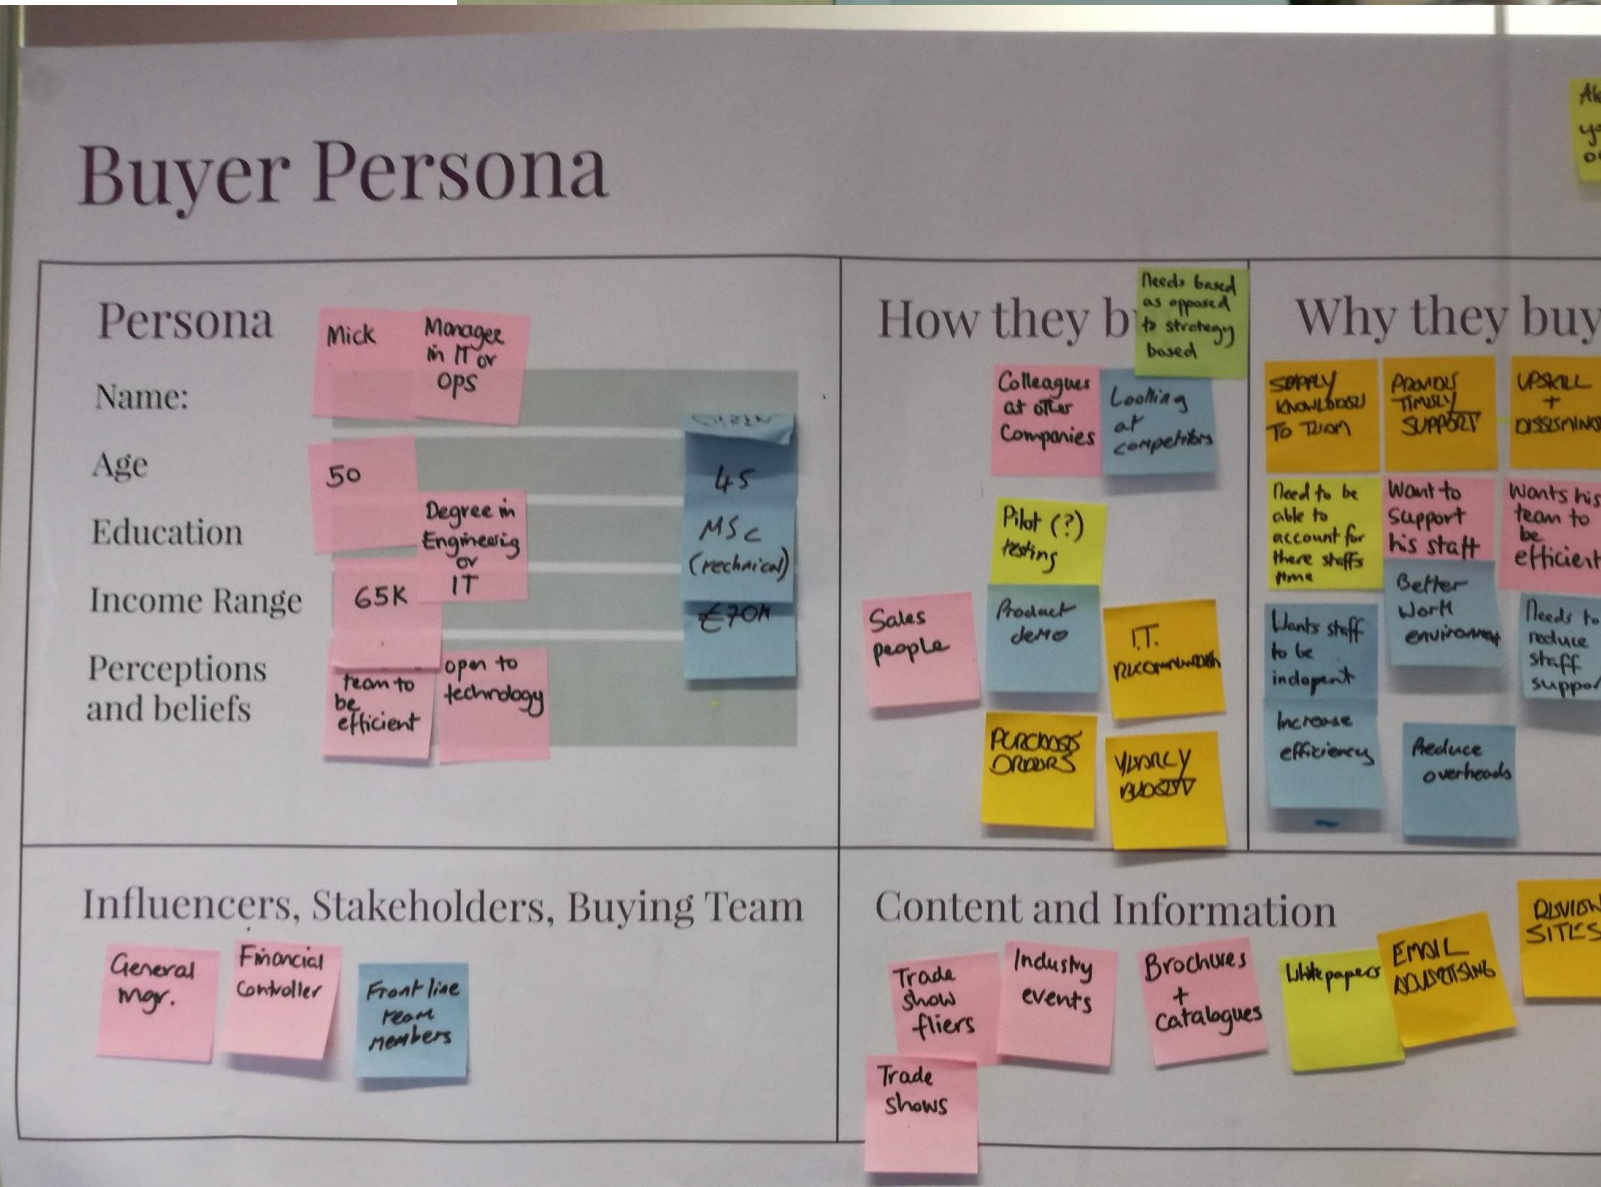 Buyer Persona
Persona
Mick
Manager
in IT or
OPS
Name:
Age
50
45
Education
Degree in
Engineering
or
IT
MSc
(technical)
Income Range
65K
€70K
Perceptions
and beliefs
team to
be
efficient
open to
technology
How they b
Needs based
as opposed
to strategy
based
Colleagues
at other
Companies
Looking
at
competitors
Pilot (?)
testing
Sales
people
Product
demo
I.T.
PURCHASE
ORDERS
YEARLY
BUDGET
Why they buy
SUPPLY
KNOWLEDGE
TO TEAM
PROVIDE
TIMELY
SUPPORT
UPSKILL
+
Need to be
able to
account for
there staffs
time
Want to
support
his staff
Wants his
team to
be
efficient
Better
work
environment
Wants staff
to be
indapent
Needs to
reduce
staff
suppor
Increase
efficiency
Reduce
overheads
Influencers, Stakeholders, Buying Team
General
Mgr.
Financial
Controller
Front line
team
members
Content and Information
Trade
show
fliers
Industry
events
Brochures
+
Catalogues
Whitepapers
EMAIL
ADVERTISING
REVIEW
SITES
Trade
shows